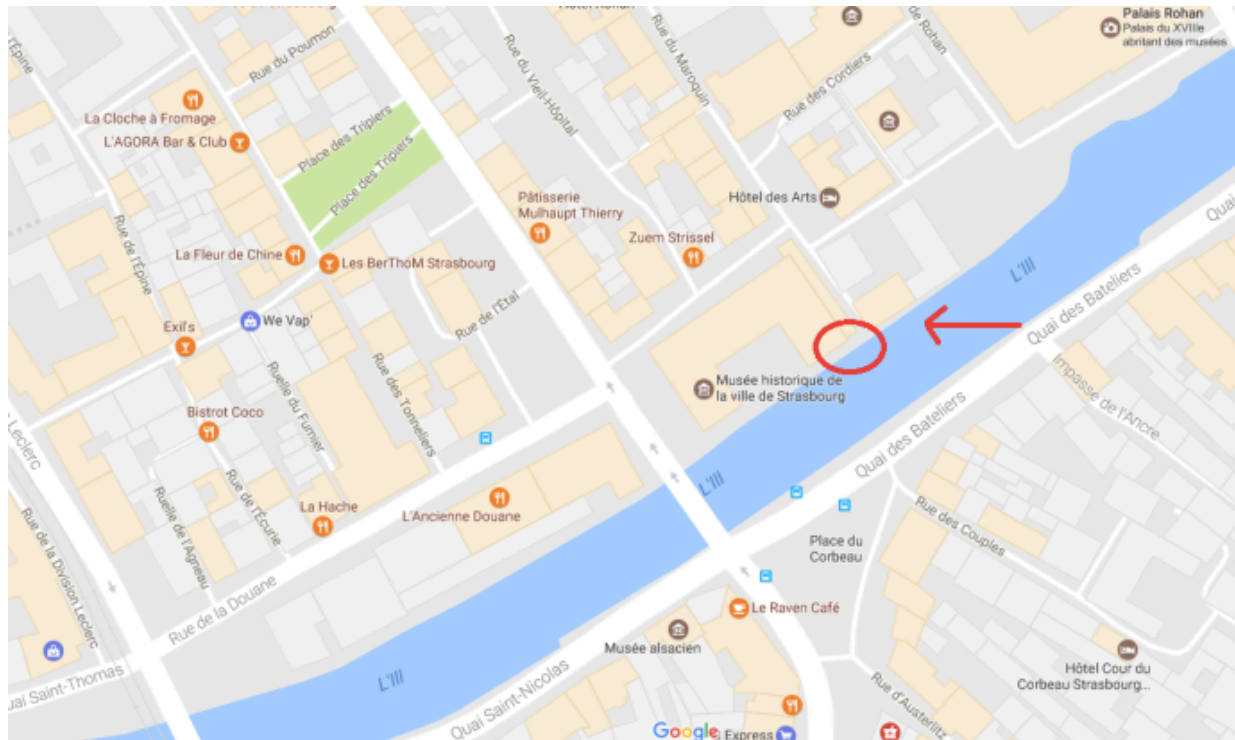 l'Épine
Rue du Poumon
Rue du Vieil-Hôpital
Rue du Maroquin
de Rohan
Palais Rohan
Palais du XVIIIe
abritant des musées
La Cloche à Fromage
L'AGORA Bar & Club
Place des Tripiers
Place des Tripiers
Rue des Cordiers
Hôtel des Arts
Pâtisserie
Mulhaupt Thierry
Zuem Strissel
Rue de l'Épine
La Fleur de Chine
Les BerThoM Strasbourg
Quai
L'Ill
Quai des Bateliers
Rue de l'Étal
We Vap'
Exil's
Ruelle du Fumier
Rue des Tonneliers
Musée historique de
la ville de Strasbourg
Impasse de l'Ancre
Bistrot Coco
Quai des Bateliers
Leclerc
L'Ill
Rue de l'Écurie
Ruelle de l'Agneau
La Hache
L'Ancienne Douane
Rue des Couples
Place du
Corbeau
Rue de la Division Leclerc
Rue de la Douane
Le Raven Café
Musée alsacien
uai Saint-Thomas
L'Ill
Quai Saint-Nicolas
Hôtel Cour du
Corbeau Strasbourg...
Rue d'Austerlitz
Google
Express